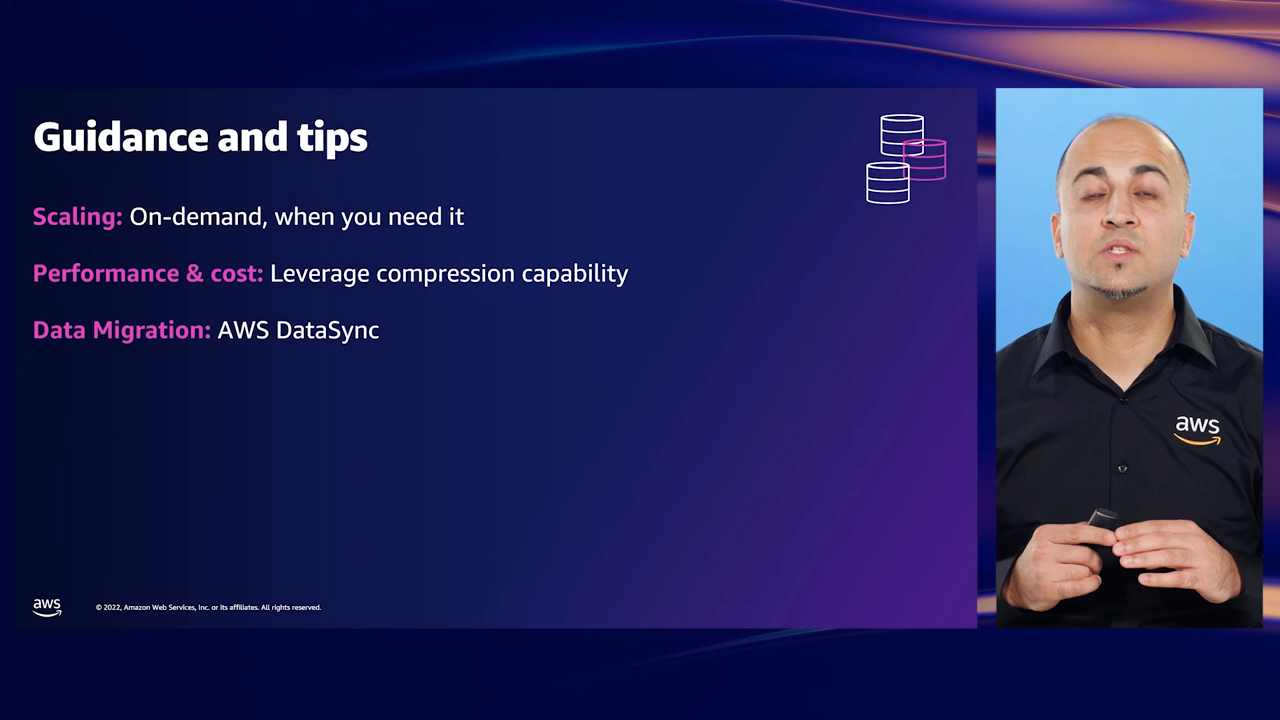 Guidance and tips
Scaling: On-demand, when you need it
Performance & cost: Leverage compression capability
Data Migration: AWS DataSync
aws
© 2022, Amazon Web Services, Inc. or its affiliates. All rights reserved.
aws